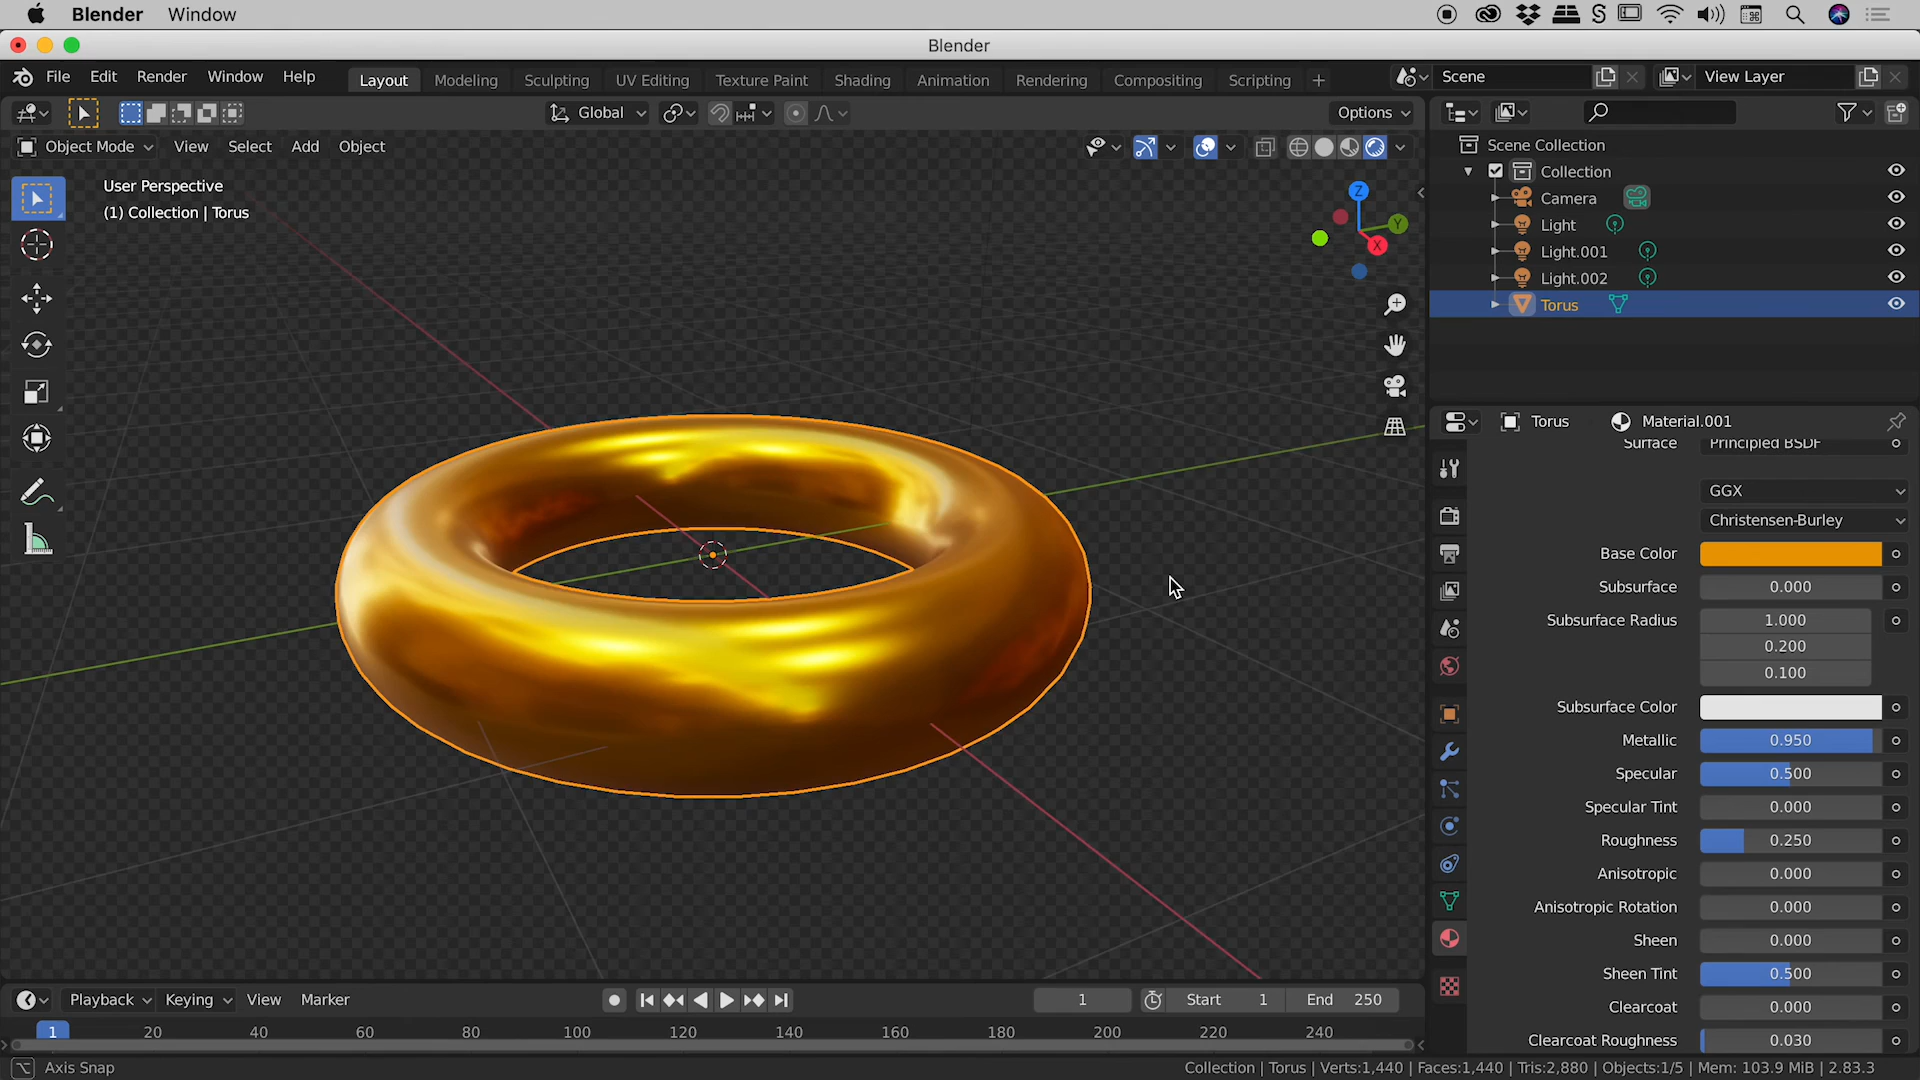 Blender Window
Blender
File Edit Render Window Help
Layout Modeling Sculpting UV Editing Texture Paint Shading Animation Rendering Compositing Scripting +
Scene
View Layer
Global
Options
Object Mode View Select Add Object
User Perspective
(1) Collection | Torus
Z
Y
X
Scene Collection
Collection
Camera
Light
Light.001
Light.002
Torus
Torus Material.001
Surface Principled BSDF
GGX
Christensen-Burley
Base Color
Subsurface 0.000
Subsurface Radius 1.000
0.200
0.100
Subsurface Color
Metallic 0.950
Specular 0.500
Specular Tint 0.000
Roughness 0.250
Anisotropic 0.000
Anisotropic Rotation 0.000
Sheen 0.000
Sheen Tint 0.500
Clearcoat 0.000
Clearcoat Roughness 0.030
Playback Keying View Marker
1 Start 1 End 250
1 20 40 60 80 100 120 140 160 180 200 220 240
Axis Snap
Collection | Torus | Verts:1,440 | Faces:1,440 | Tris:2,880 | Objects:1/5 | Mem: 103.9 MiB | 2.83.3